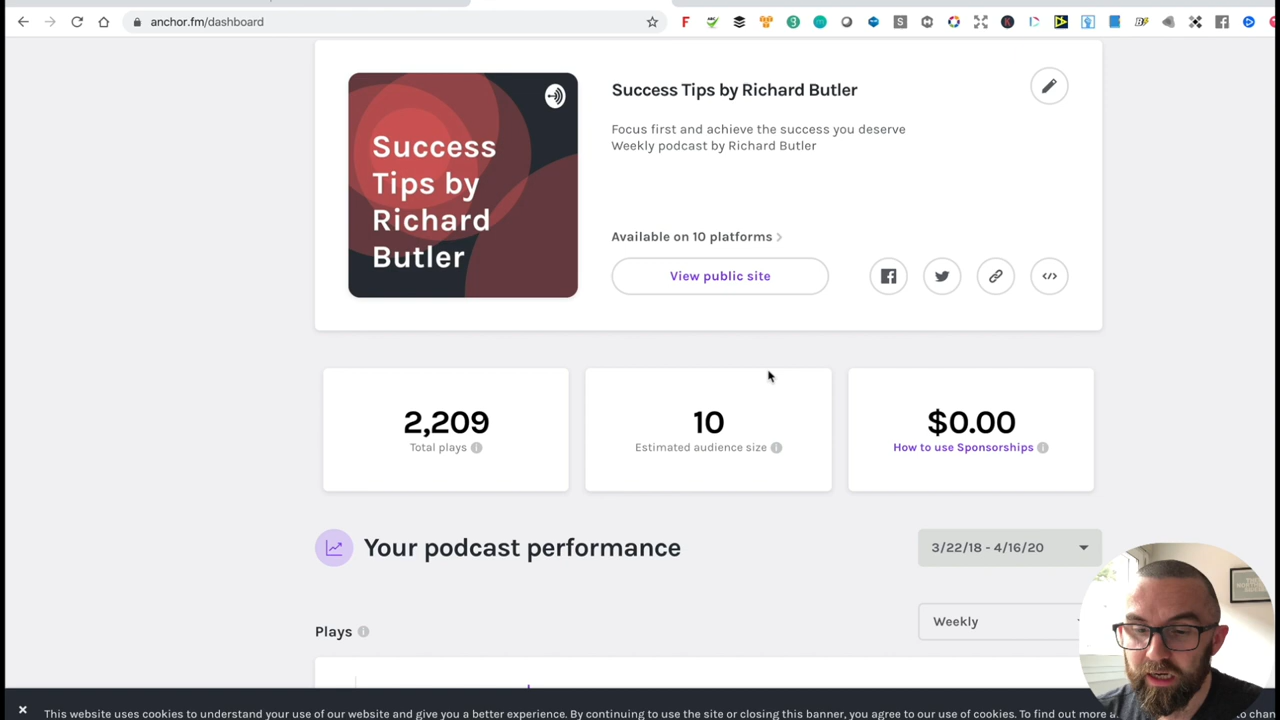 anchor.fm/dashboard
Success
Tips by
Richard
Butler
Success Tips by Richard Butler
Focus first and achieve the success you deserve
Weekly podcast by Richard Butler
Available on 10 platforms
View public site
2,209
Total plays
10
Estimated audience size
$0.00
How to use Sponsorships
Your podcast performance
3/22/18 - 4/16/20
Weekly
Plays
This website uses cookies to understand your use of our website and give you a better experience. By continuing to use the site or closing this banner, you agree to our use of cookies. To find out more a